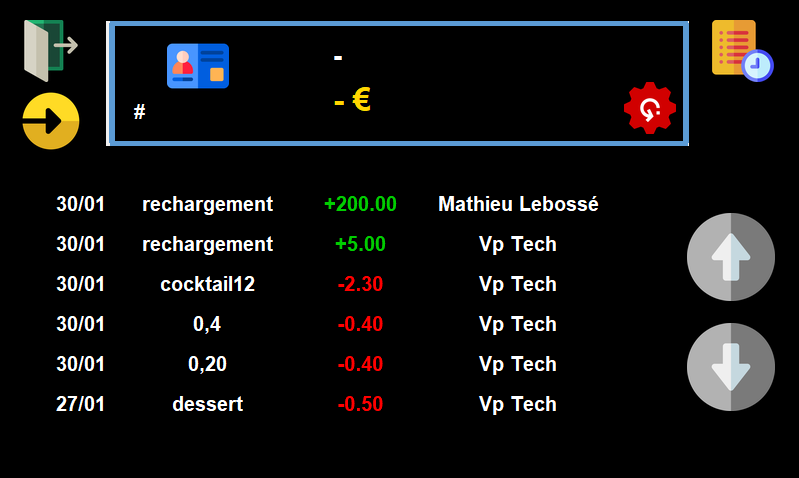 -
- €
#
30/01 rechargement +200.00 Mathieu Lebossé
30/01 rechargement +5.00 Vp Tech
30/01 cocktail12 -2.30 Vp Tech
30/01 0,4 -0.40 Vp Tech
30/01 0,20 -0.40 Vp Tech
27/01 dessert -0.50 Vp Tech